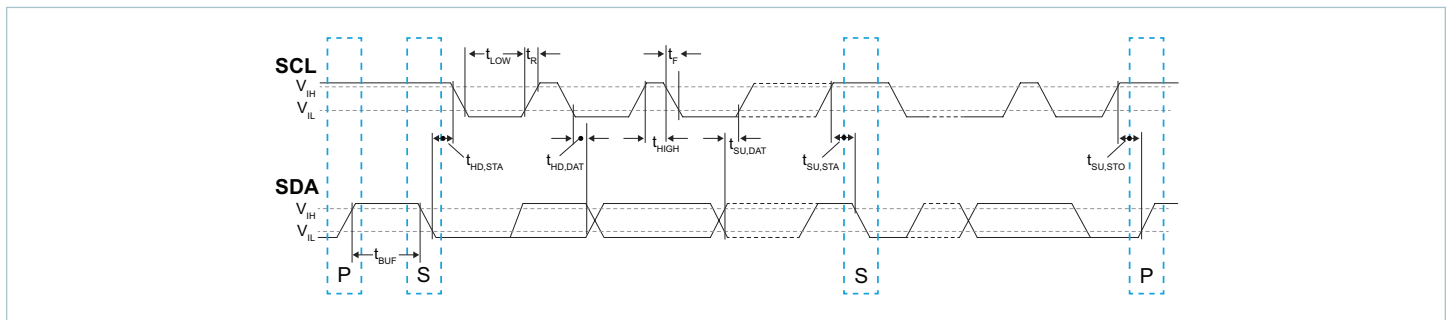 t_LOW t_R t_F
SCL
V_IH
V_IL
t_HD,STA t_HD,DAT t_HIGH t_SU,DAT t_SU,STA t_SU,STO
SDA
V_IH
V_IL
t_BUF
P S S P